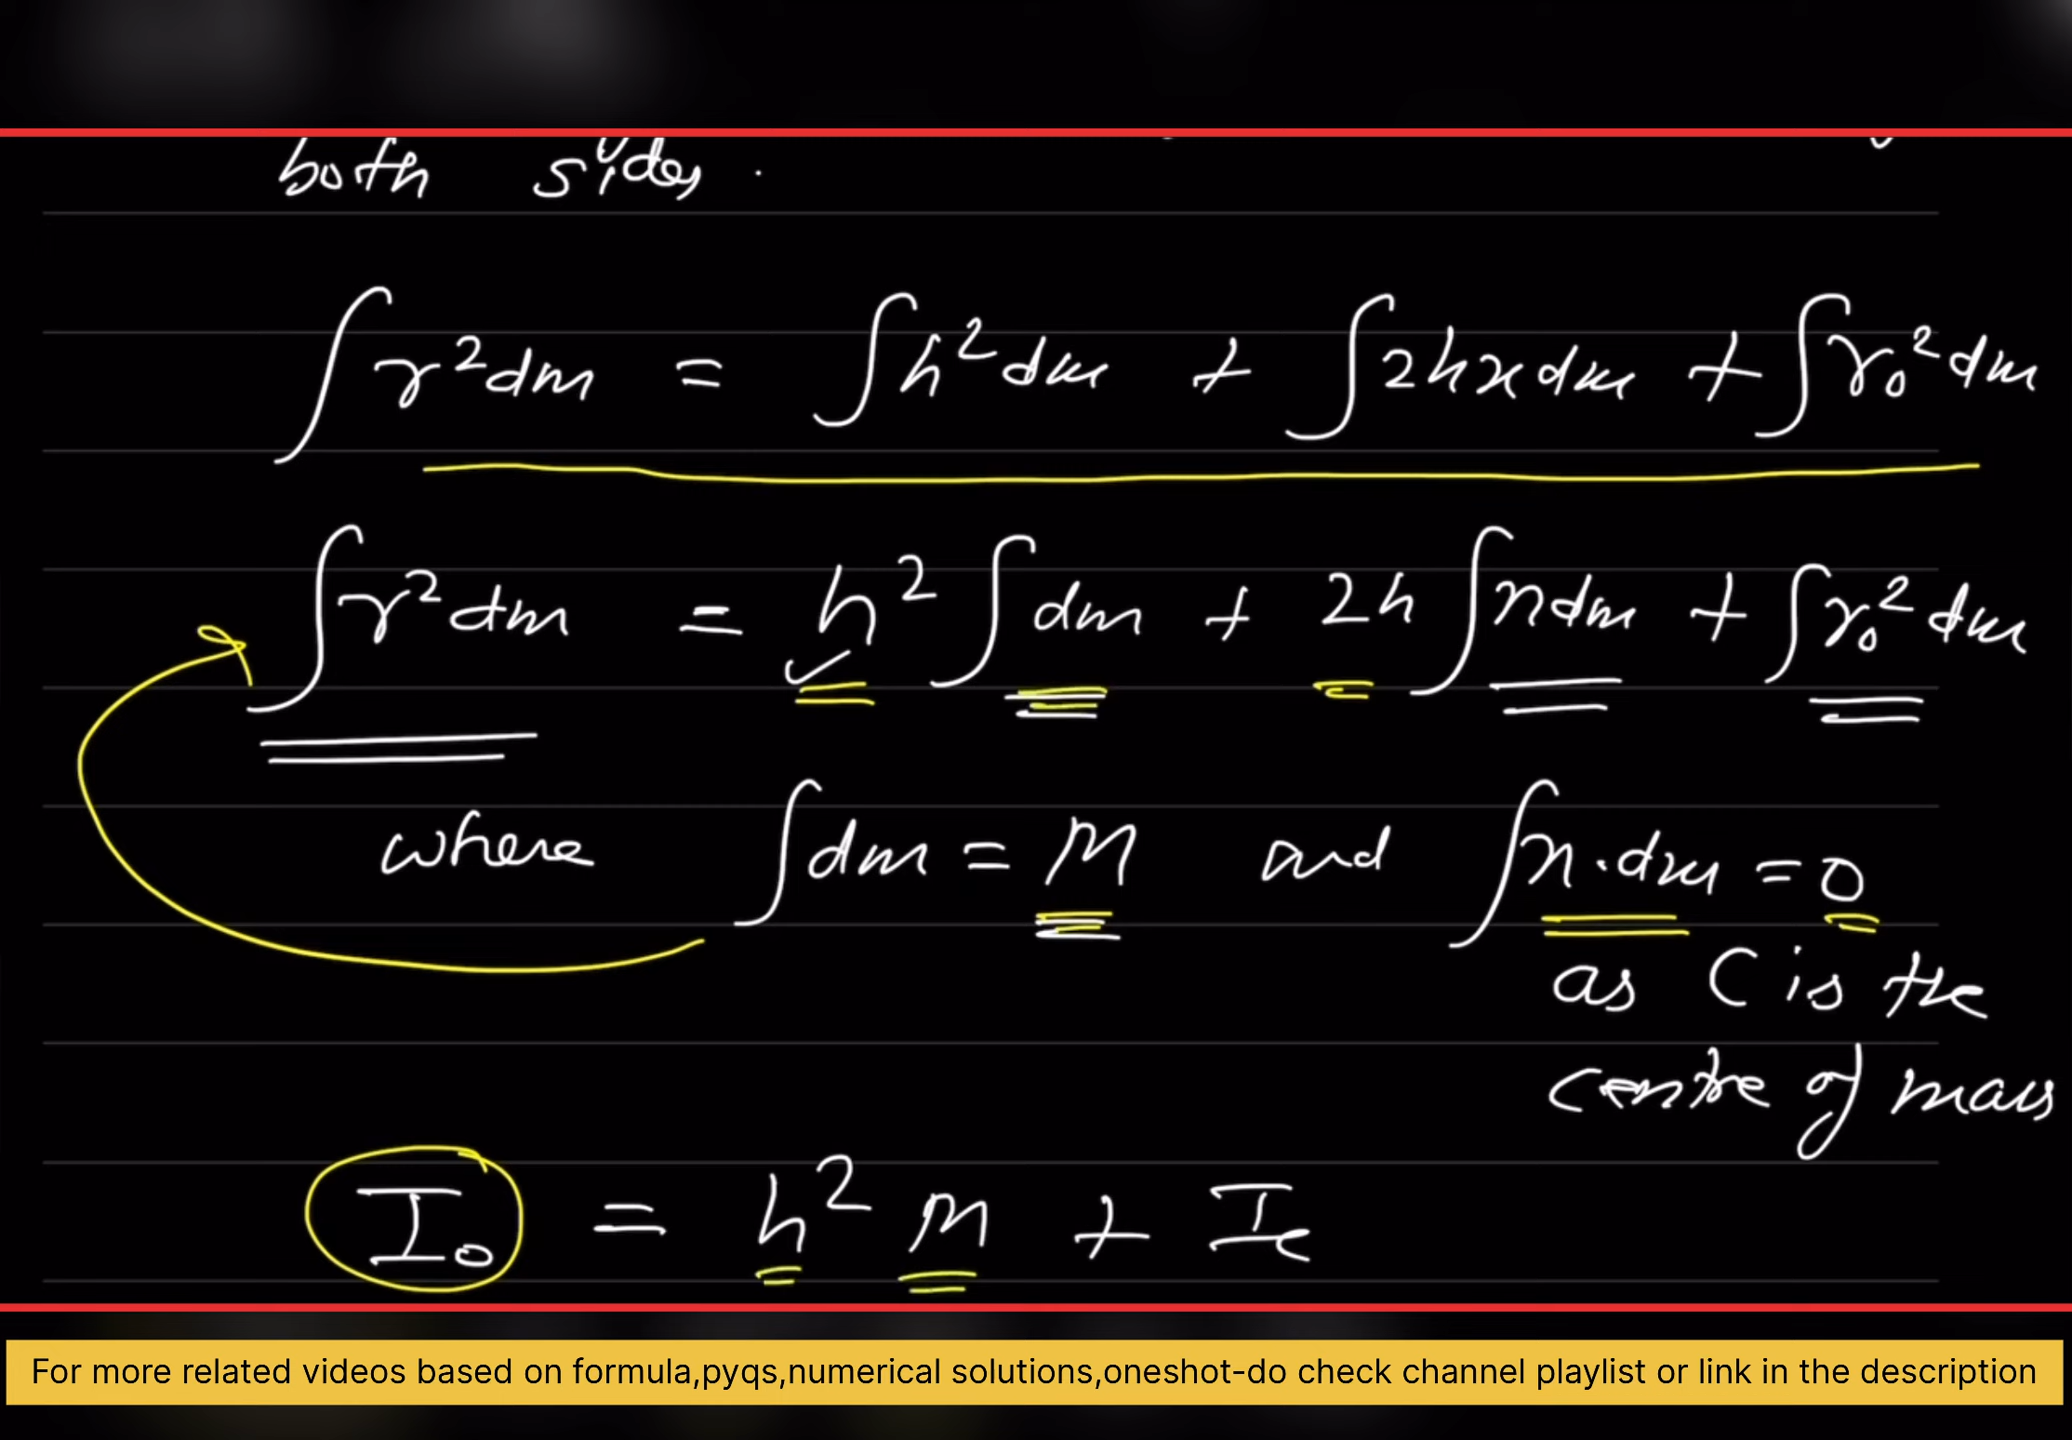 both sides.
∫r²dm = ∫h²dm + ∫2hxdm + ∫r₀²dm
∫r²dm = h²∫dm + 2h∫xdm + ∫r₀²dm
where ∫dm = M and ∫x.dm = 0
as C is the
centre of mass
I₀ = h²M + Ic
For more related videos based on formula,pyqs,numerical solutions,oneshot-do check channel playlist or link in the description